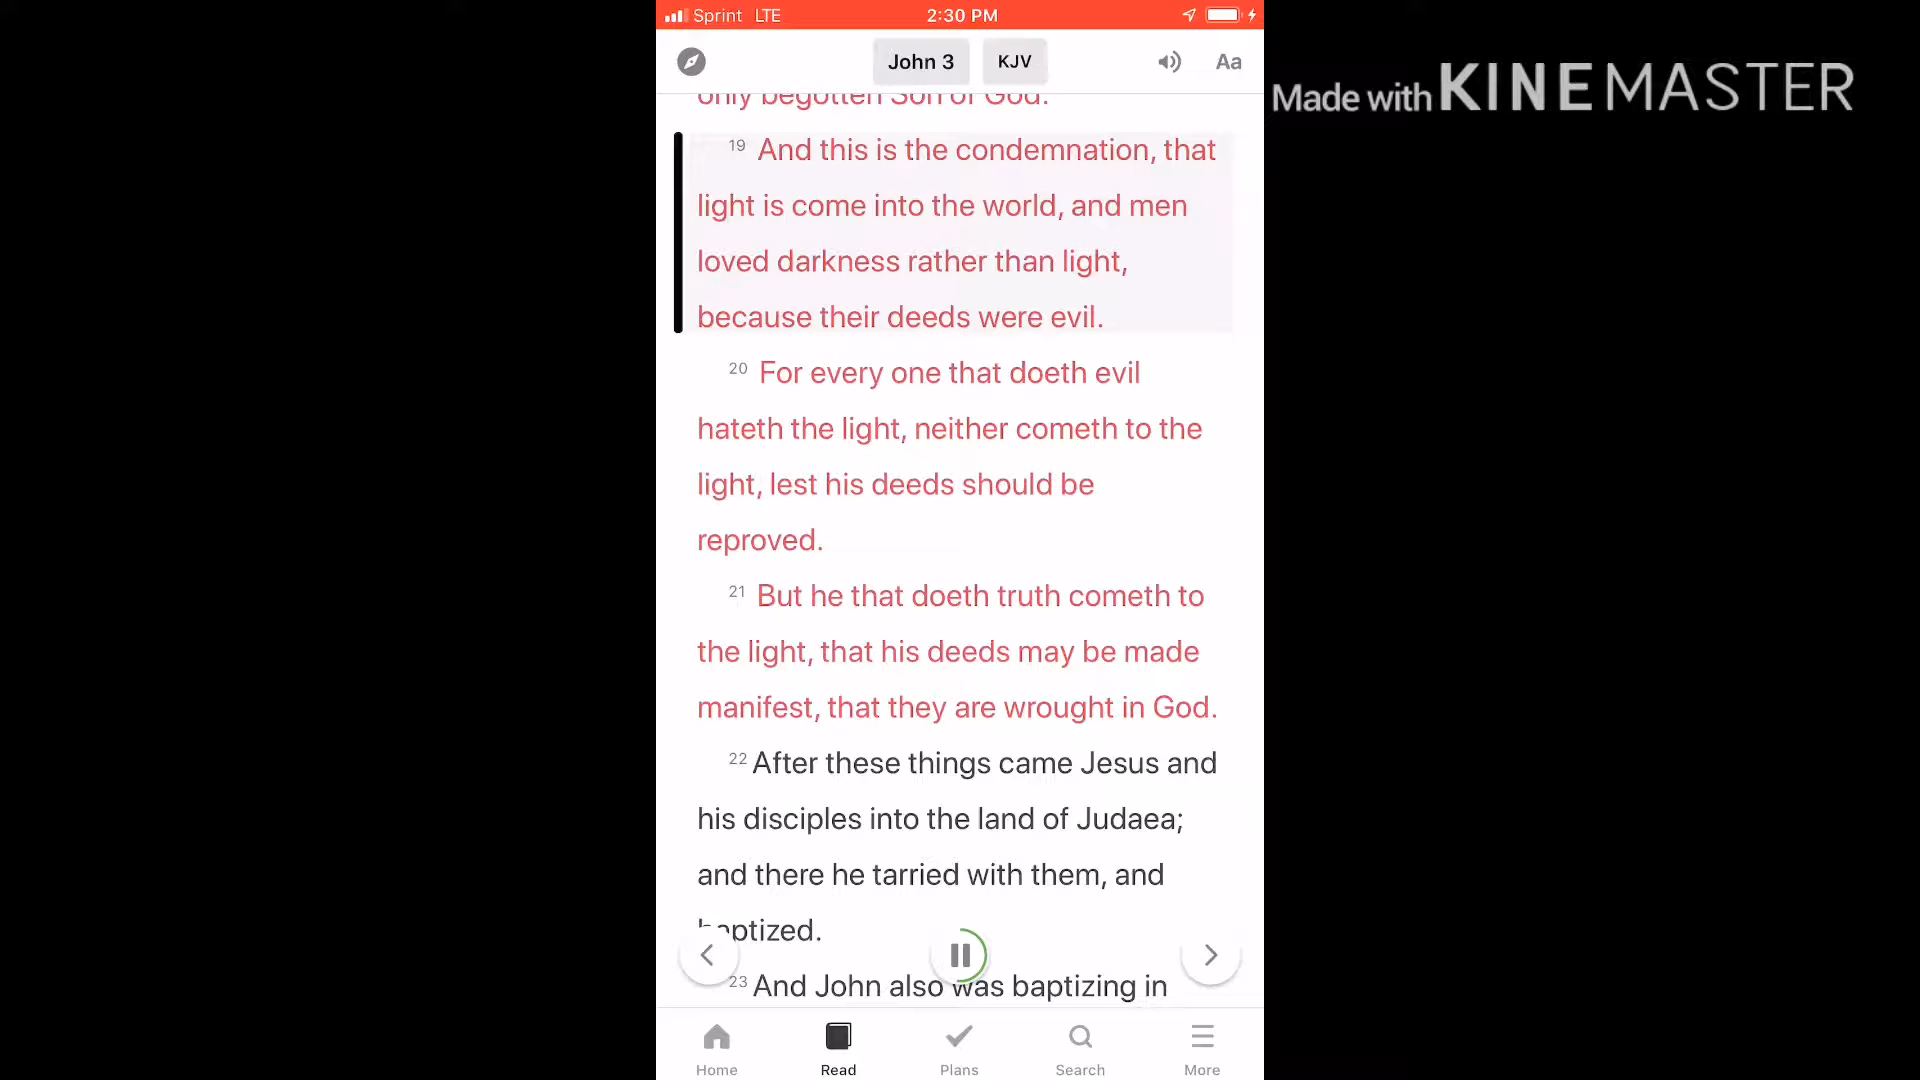 Sprint LTE 2:30 PM
John 3 KJV Aa
Made with KINEMASTER
only begotten Son of God.
19 And this is the condemnation, that
light is come into the world, and men
loved darkness rather than light,
because their deeds were evil.
20 For every one that doeth evil
hateth the light, neither cometh to the
light, lest his deeds should be
reproved.
21 But he that doeth truth cometh to
the light, that his deeds may be made
manifest, that they are wrought in God.
22 After these things came Jesus and
his disciples into the land of Judaea;
and there he tarried with them, and
baptized.
23 And John also was baptizing in
Home Read Plans Search More